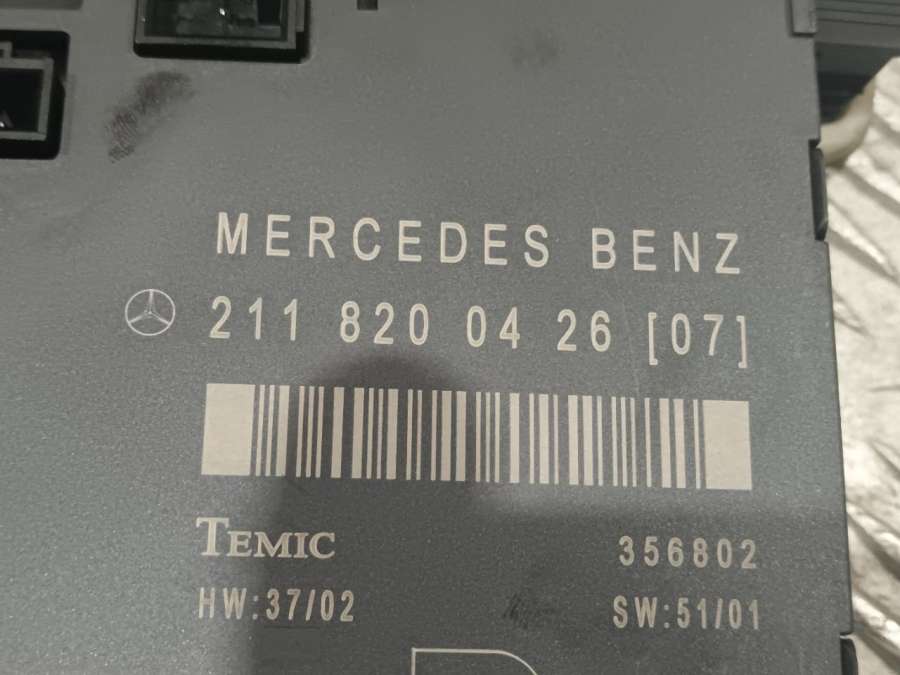 MERCEDES BENZ
211 820 04 26 [07]
TEMIC
356802
HW:37/02
SW:51/01